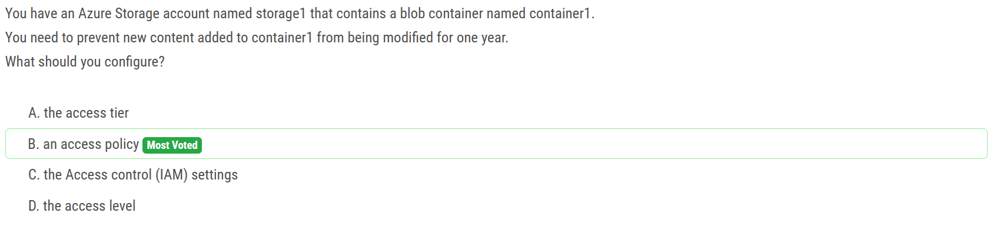 You have an Azure Storage account named storage1 that contains a blob container named container1.
You need to prevent new content added to container1 from being modified for one year.
What should you configure?
A. the access tier
B. an access policy Most Voted
C. the Access control (IAM) settings
D. the access level